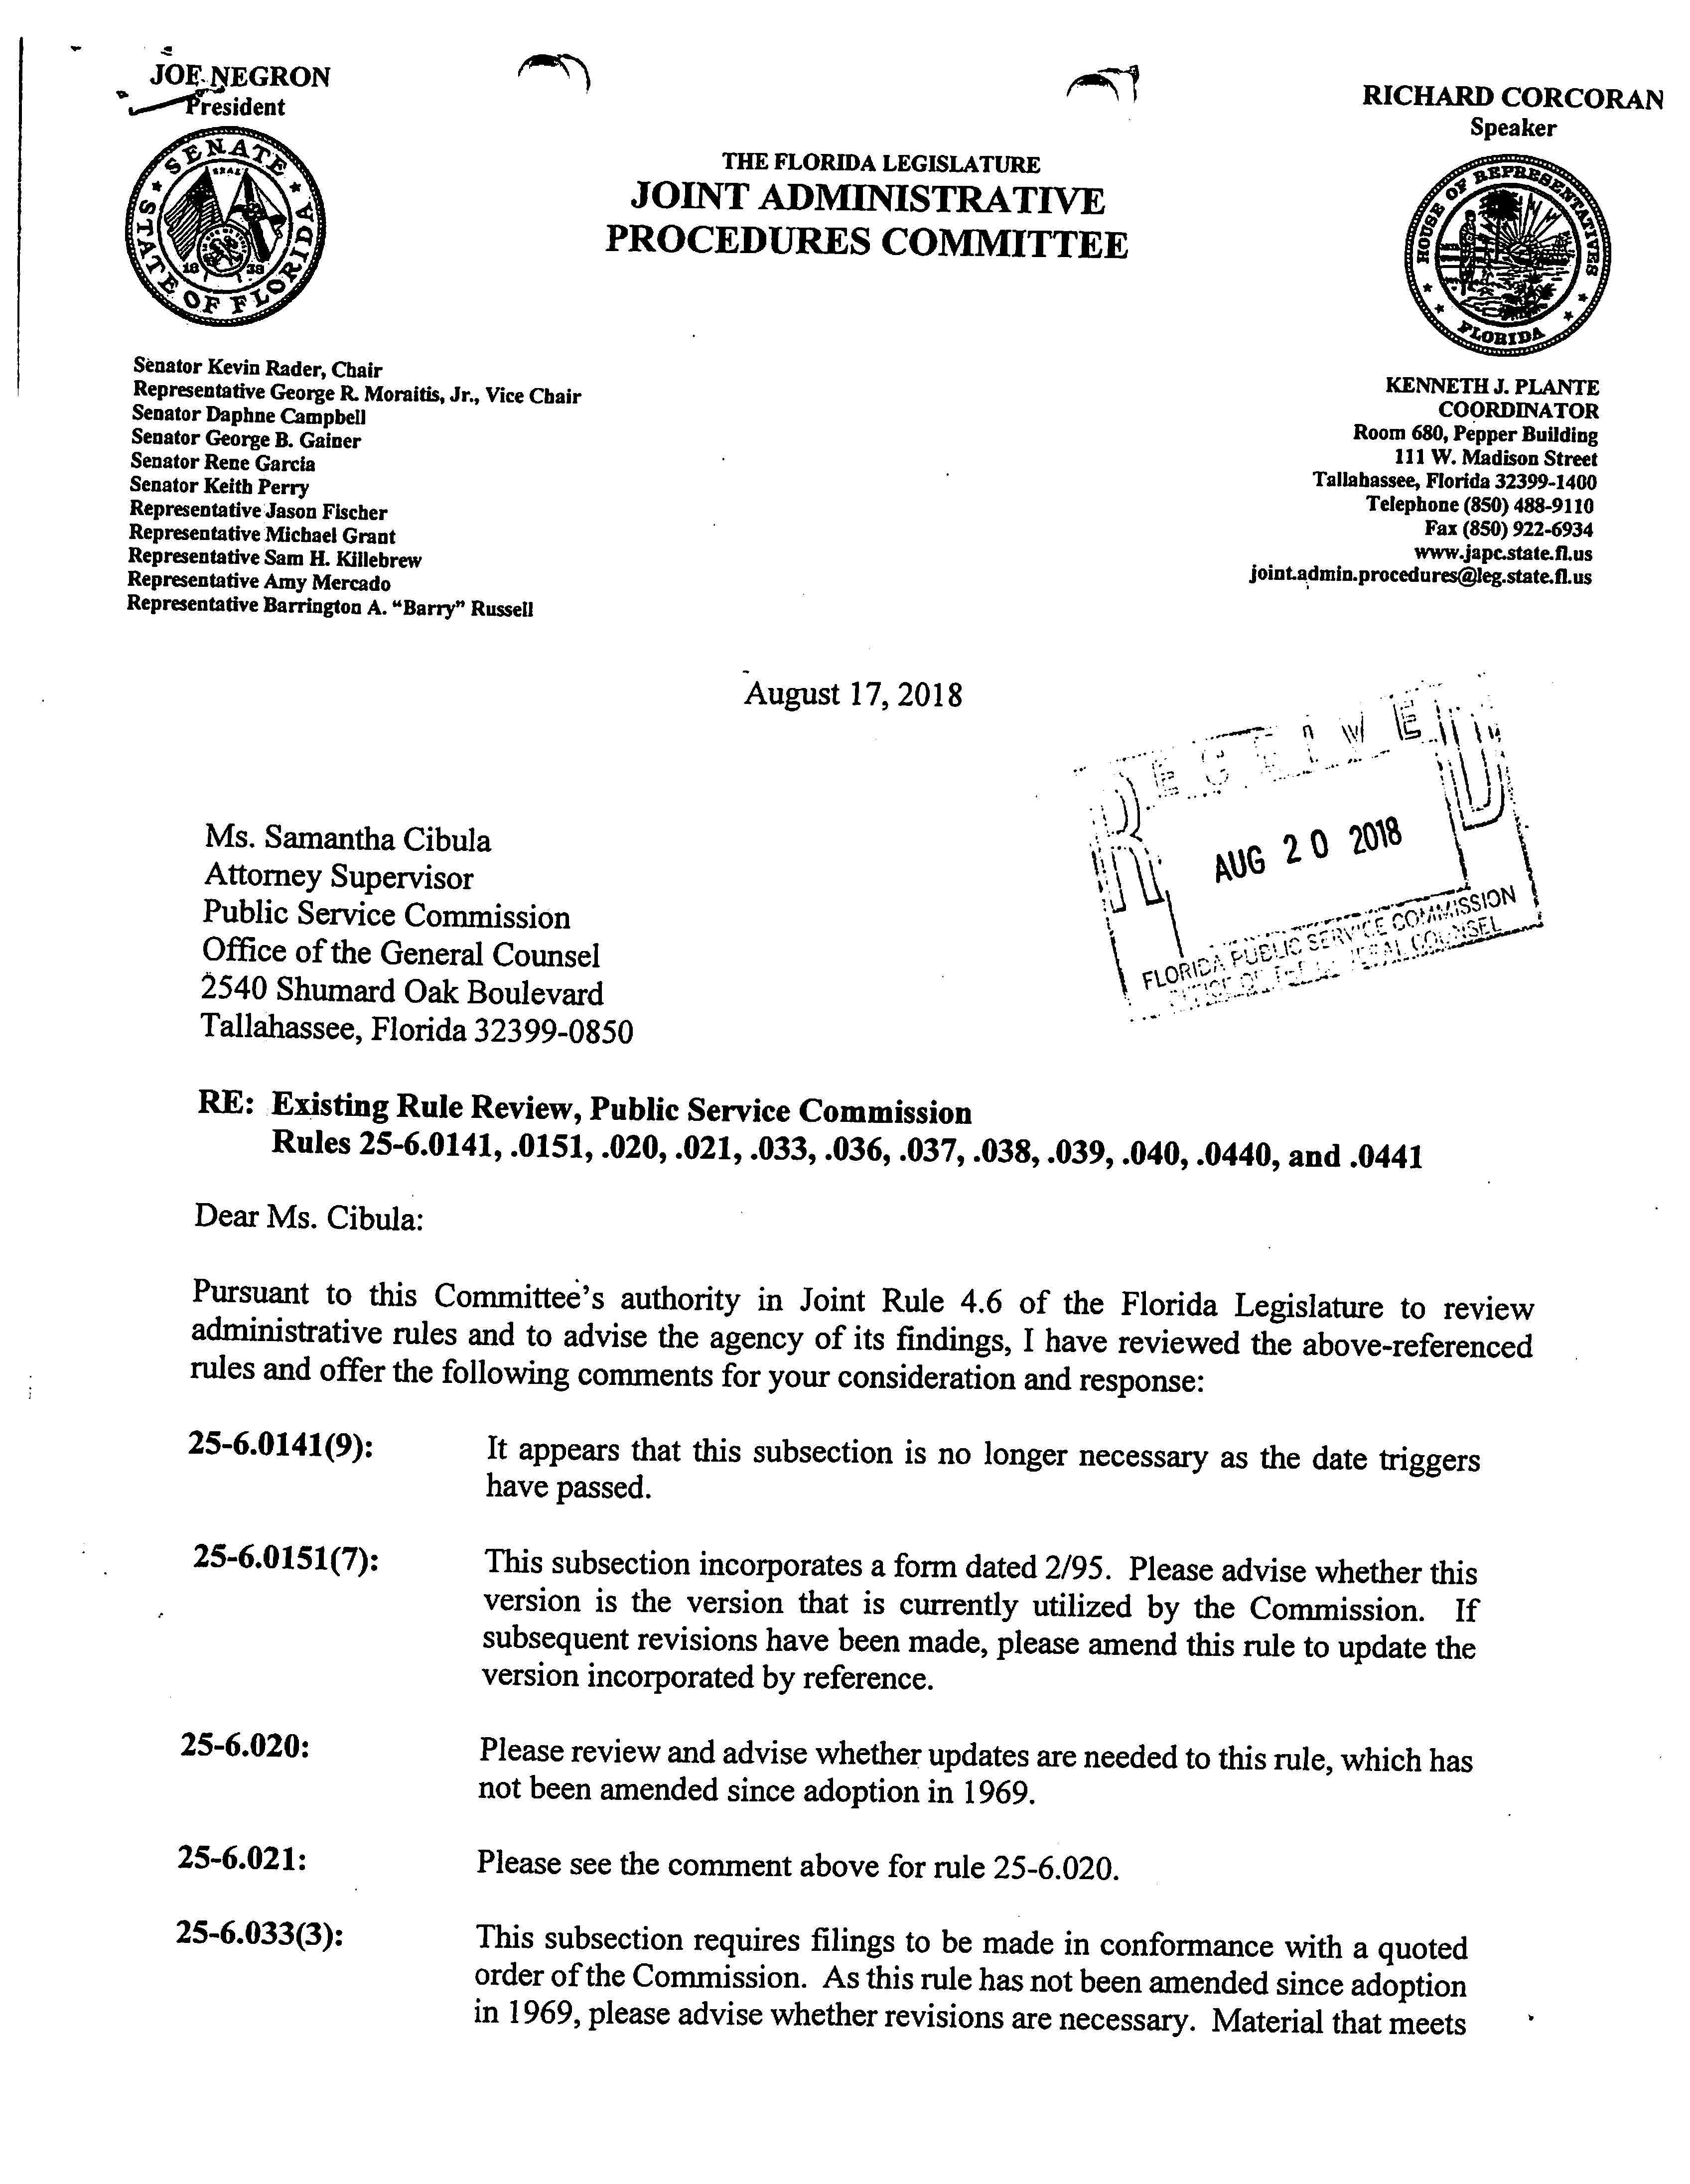 JOE NEGRON
President
SENATE
STATE OF FLORIDA
THE FLORIDA LEGISLATURE
JOINT ADMINISTRATIVE
PROCEDURES COMMITTEE
RICHARD CORCORAN
Speaker
HOUSE OF REPRESENTATIVES
FLORIDA
Senator Kevin Rader, Chair
Representative George R. Moraitis, Jr., Vice Chair
Senator Daphne Campbell
Senator George B. Gainer
Senator Rene Garcia
Senator Keith Perry
Representative Jason Fischer
Representative Michael Grant
Representative Sam H. Killebrew
Representative Amy Mercado
Representative Barrington A. “Barry” Russell
KENNETH J. PLANTE
COORDINATOR
Room 680, Pepper Building
111 W. Madison Street
Tallahassee, Florida 32399-1400
Telephone (850) 488-9110
Fax (850) 922-6934
www.japc.state.fl.us
joint.admin.procedures@leg.state.fl.us
August 17, 2018
RECEIVED
AUG 20 2018
FLORIDA PUBLIC SERVICE COMMISSION
Ms. Samantha Cibula
Attorney Supervisor
Public Service Commission
Office of the General Counsel
2540 Shumard Oak Boulevard
Tallahassee, Florida 32399-0850
RE: Existing Rule Review, Public Service Commission
Rules 25-6.0141, .0151, .020, .021, .033, .036, .037, .038, .039, .040, .0440, and .0441
Dear Ms. Cibula:
Pursuant to this Committee's authority in Joint Rule 4.6 of the Florida Legislature to review
administrative rules and to advise the agency of its findings, I have reviewed the above-referenced
rules and offer the following comments for your consideration and response:
25-6.0141(9): It appears that this subsection is no longer necessary as the date triggers
have passed.
25-6.0151(7): This subsection incorporates a form dated 2/95. Please advise whether this
version is the version that is currently utilized by the Commission. If
subsequent revisions have been made, please amend this rule to update the
version incorporated by reference.
25-6.020: Please review and advise whether updates are needed to this rule, which has
not been amended since adoption in 1969.
25-6.021: Please see the comment above for rule 25-6.020.
25-6.033(3): This subsection requires filings to be made in conformance with a quoted
order of the Commission. As this rule has not been amended since adoption
in 1969, please advise whether revisions are necessary. Material that meets